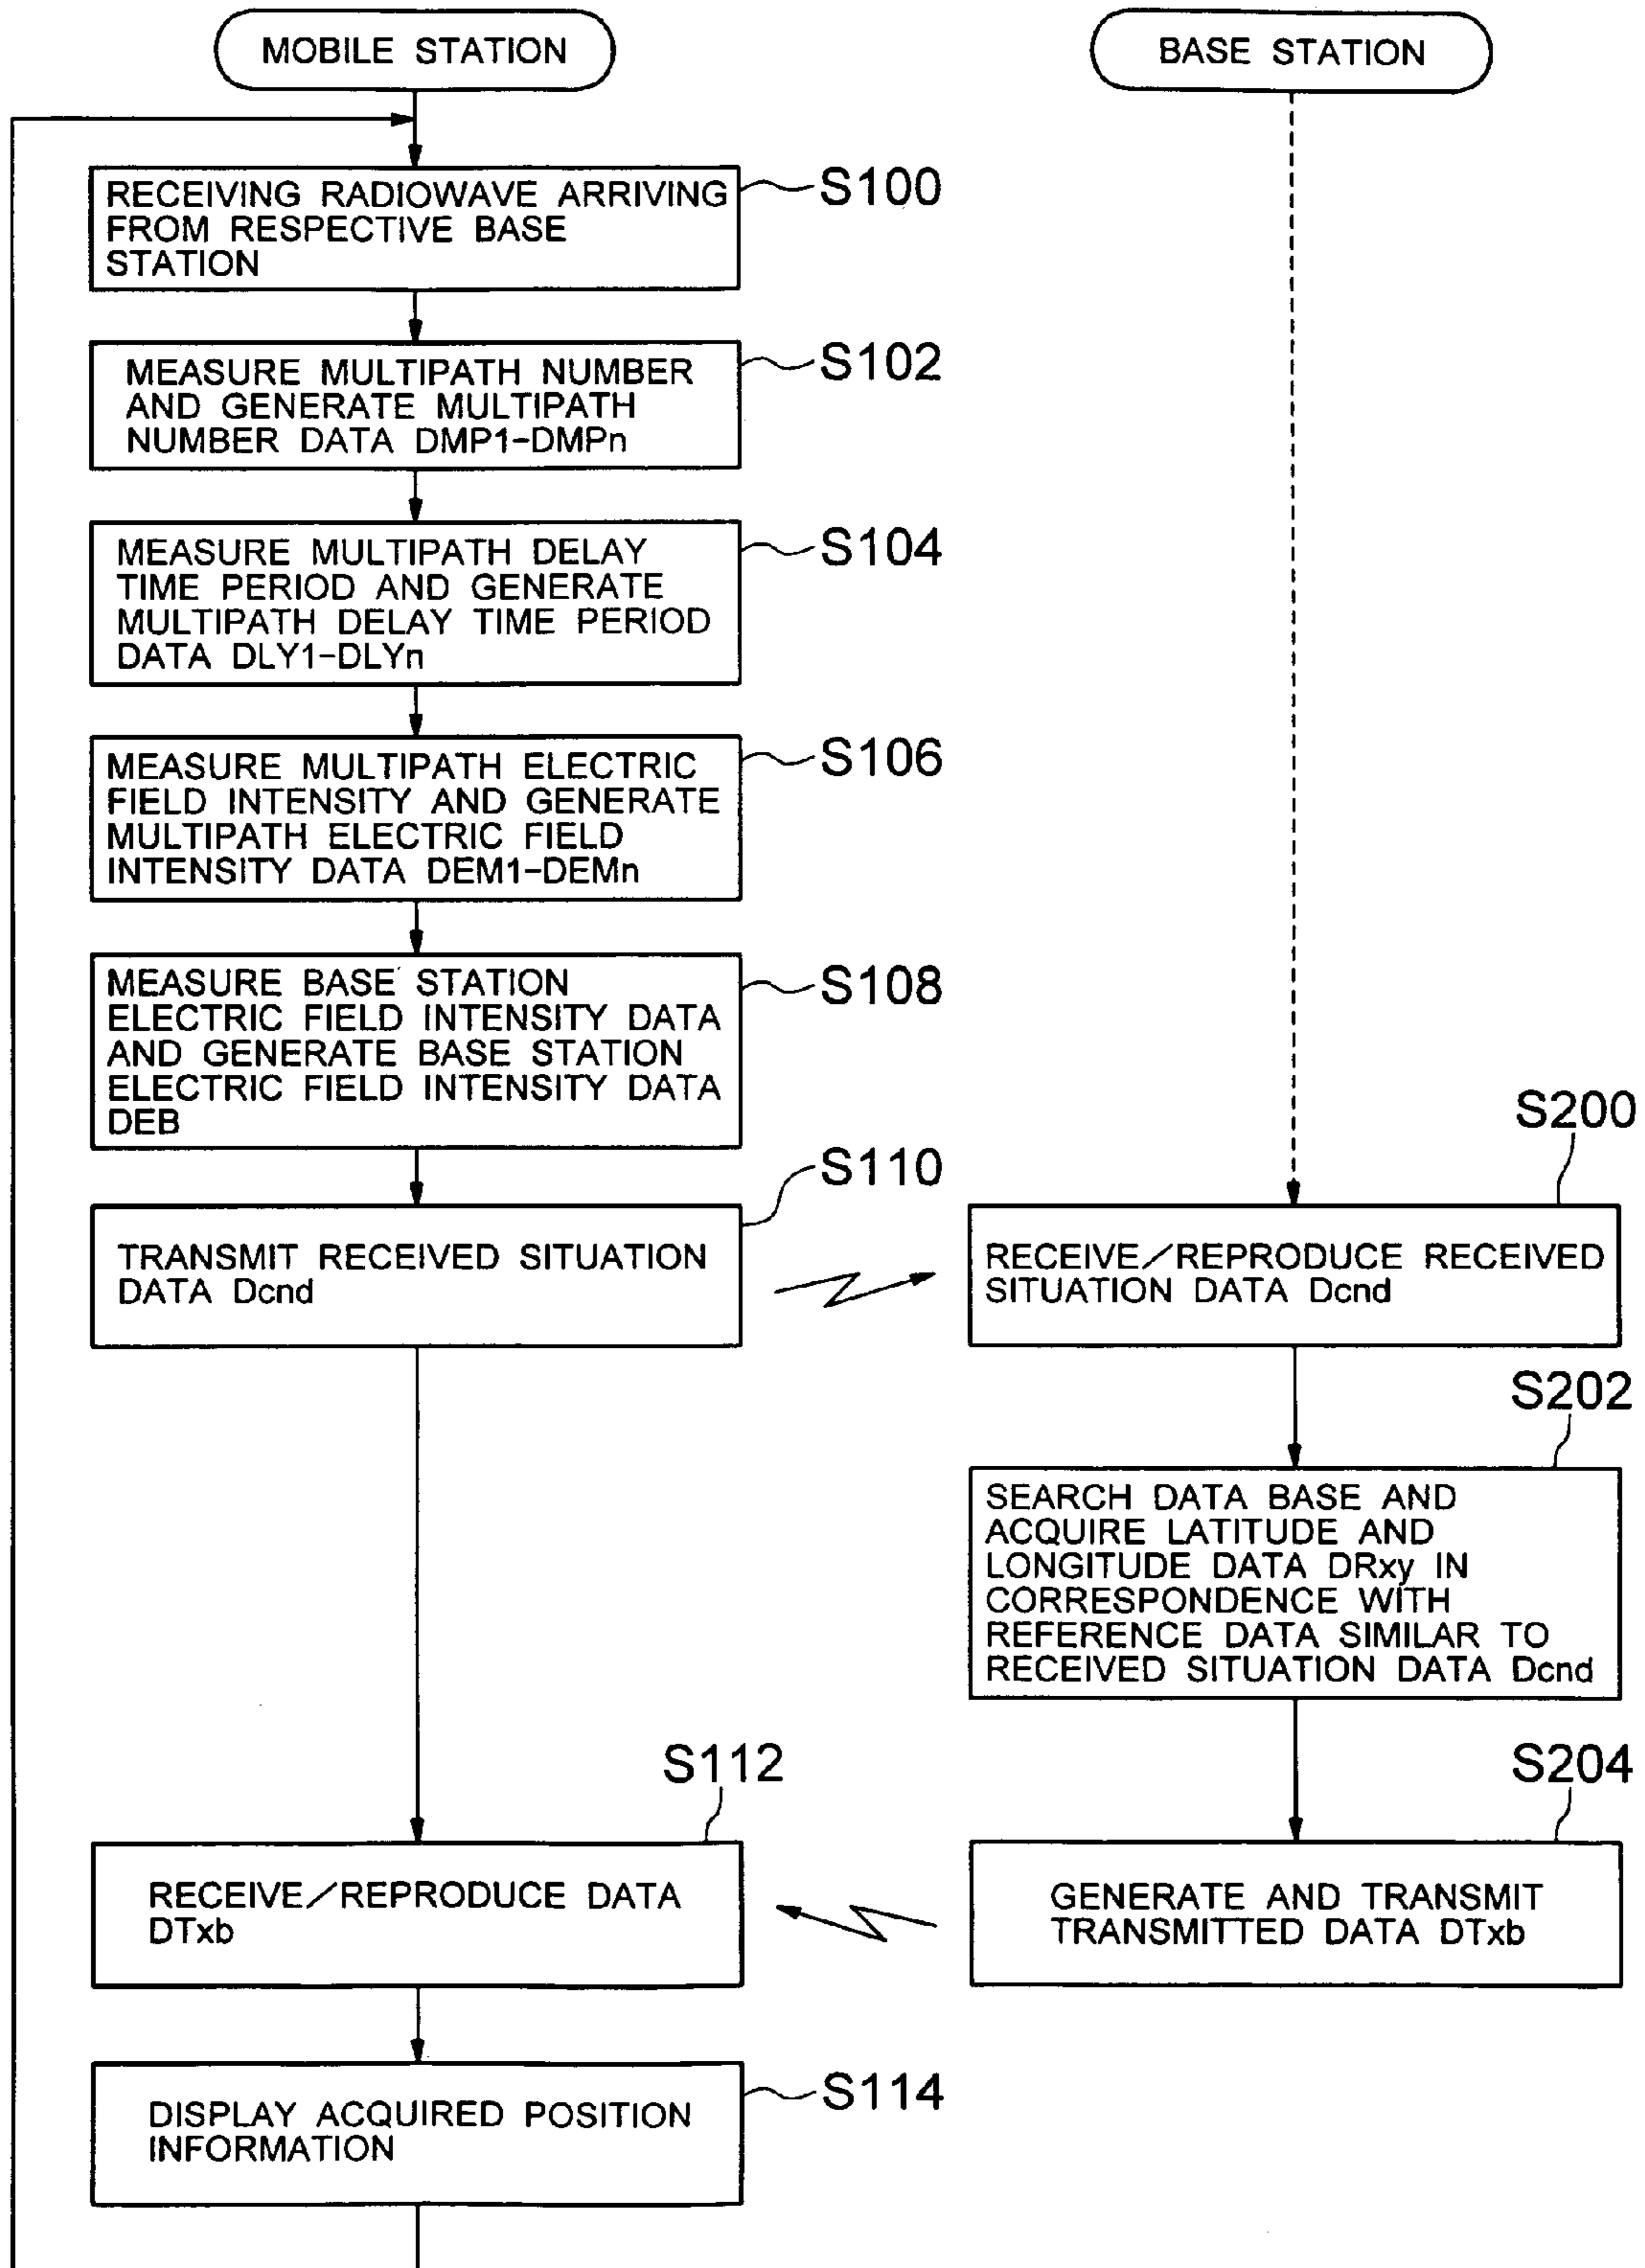 MOBILE STATION
BASE STATION
RECEIVING RADIOWAVE ARRIVING
FROM RESPECTIVE BASE
STATION
S100
MEASURE MULTIPATH NUMBER
AND GENERATE MULTIPATH
NUMBER DATA DMP1-DMPn
S102
MEASURE MULTIPATH DELAY
TIME PERIOD AND GENERATE
MULTIPATH DELAY TIME PERIOD
DATA DLY1-DLYn
S104
MEASURE MULTIPATH ELECTRIC
FIELD INTENSITY AND GENERATE
MULTIPATH ELECTRIC FIELD
INTENSITY DATA DEM1-DEMn
S106
MEASURE BASE STATION
ELECTRIC FIELD INTENSITY DATA
AND GENERATE BASE STATION
ELECTRIC FIELD INTENSITY DATA
DEB
S108
S110
TRANSMIT RECEIVED SITUATION
DATA Dcnd
S200
RECEIVE/REPRODUCE RECEIVED
SITUATION DATA Dcnd
S202
SEARCH DATA BASE AND
ACQUIRE LATITUDE AND
LONGITUDE DATA DRxy IN
CORRESPONDENCE WITH
REFERENCE DATA SIMILAR TO
RECEIVED SITUATION DATA Dcnd
S204
GENERATE AND TRANSMIT
TRANSMITTED DATA DTxb
S112
RECEIVE/REPRODUCE DATA
DTxb
DISPLAY ACQUIRED POSITION
INFORMATION
S114